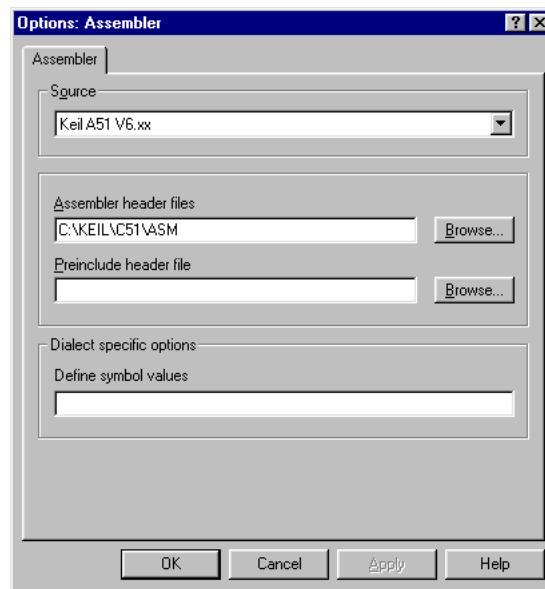 Options: Assembler
Assembler
Source
Keil A51 V6.xx
Assembler header files
C:\KEIL\C51\ASM
Browse...
Preinclude header file
Browse...
Dialect specific options
Define symbol values
OK Cancel Apply Help